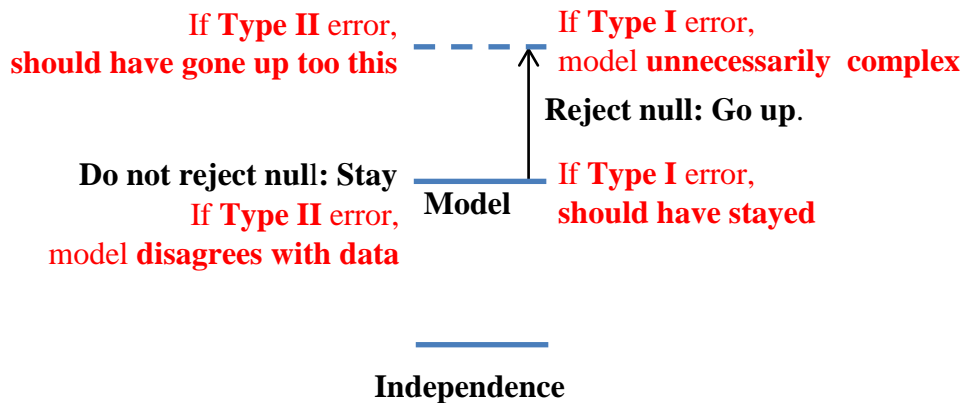 If Type II error,
should have gone up too this
If Type I error,
model unnecessarily complex
Reject null: Go up.
Do not reject null: Stay
If Type II error,
model disagrees with data
Model
If Type I error,
should have stayed
Independence